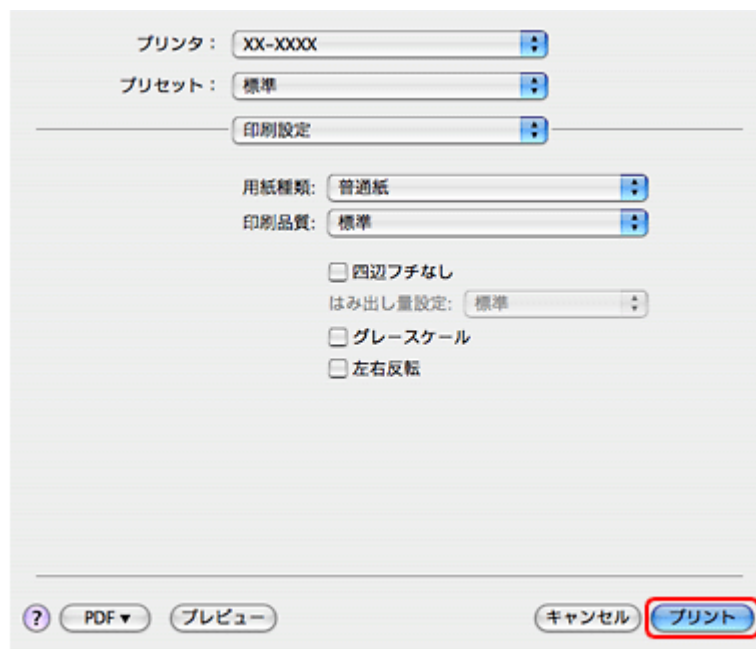 プリンタ： XX-XXXX
プリセット： 標準
印刷設定
用紙種類: 普通紙
印刷品質: 標準
四辺フチなし
はみ出し量設定: 標準
グレースケール
左右反転
? PDF▼ プレビュー キャンセル プリント